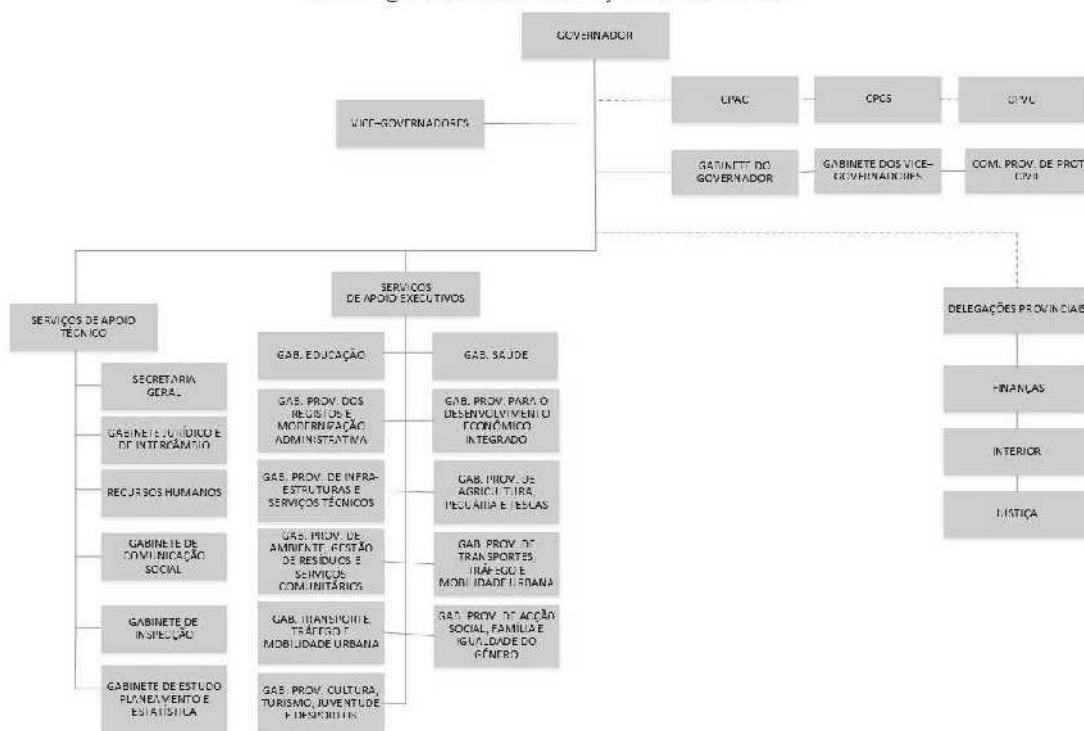 GOVERNADOR
VICE-GOVERNADORES
CPAC
CPCS
CPVC
GABINETE DO
GOVERNADOR
GABINETE DOS VICE-
GOVERNADORES
COM. PROV. DE PROT
CIVIL
SERVIÇOS DE APOIO
TÉCNICO
SERVICOS
DE APOIO EXECUTIVOS
DELEGAÇÕES PROVINCIAIS
SECRETARIA
GERAL
GABINETE JURÍDICO E
DE INTERCÂMBIO
RECURSOS HUMANOS
GABINETE DE
COMUNICAÇÃO
SOCIAL
GABINETE DE
INSPECÇÃO
GABINETE DE ESTUDO
PLANEAMENTO E
ESTATÍSTICA
GAB. EDUCAÇÃO
GAB. SAÚDE
GAB. PROV. DOS
REGISTOS E
MODERNIZAÇÃO
ADMINISTRATIVA
GAB. PROV. PARA O
DESENVOLVIMENTO
ECONÓMICO
INTEGRADO
GAB. PROV. DE INFRA-
ESTRUTURAS E
SERVIÇOS TÉCNICOS
GAB. PROV. DE
AGRICULTURA,
PECUÁRIA E PESCAS
GAB. PROV. DE
AMBIENTE, GESTÃO
DE RESÍDUOS E
SERVIÇOS
COMUNITÁRIOS
GAB. PROV. DE
TRANSPORTES,
TRÁFEGO E
MOBILIDADE URBANA
GAB. TRANSPORTE,
TRÁFEGO E
MOBILIDADE URBANA
GAB. PROV. DE ACÇÃO
SOCIAL, FAMÍLIA E
IGUALDADE DO
GÉNERO
GAB. PROV. CULTURA,
TURISMO, JUVENTUDE
E DESPORTOS
FINANÇAS
INTERIOR
JUSTIÇA